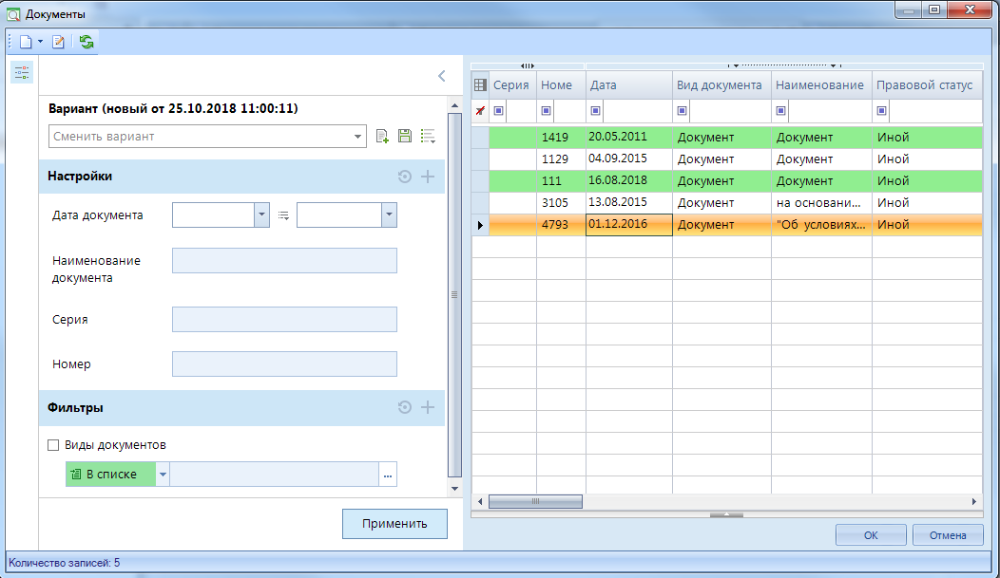 Документы
Вариант (новый от 25.10.2018 11:00:11)
Сменить вариант
Настройки
Дата документа
Наименование
документа
Серия
Номер
Фильтры
Виды документов
В списке
...
Применить
Серия Номе Дата Вид документа Наименование Правовой статус
1419 20.05.2011 Документ Документ Иной
1129 04.09.2015 Документ Документ Иной
111 16.08.2018 Документ Документ Иной
3105 13.08.2015 Документ на основани... Иной
4793 01.12.2016 Документ "Об условиях... Иной
ОК Отмена
Количество записей: 5